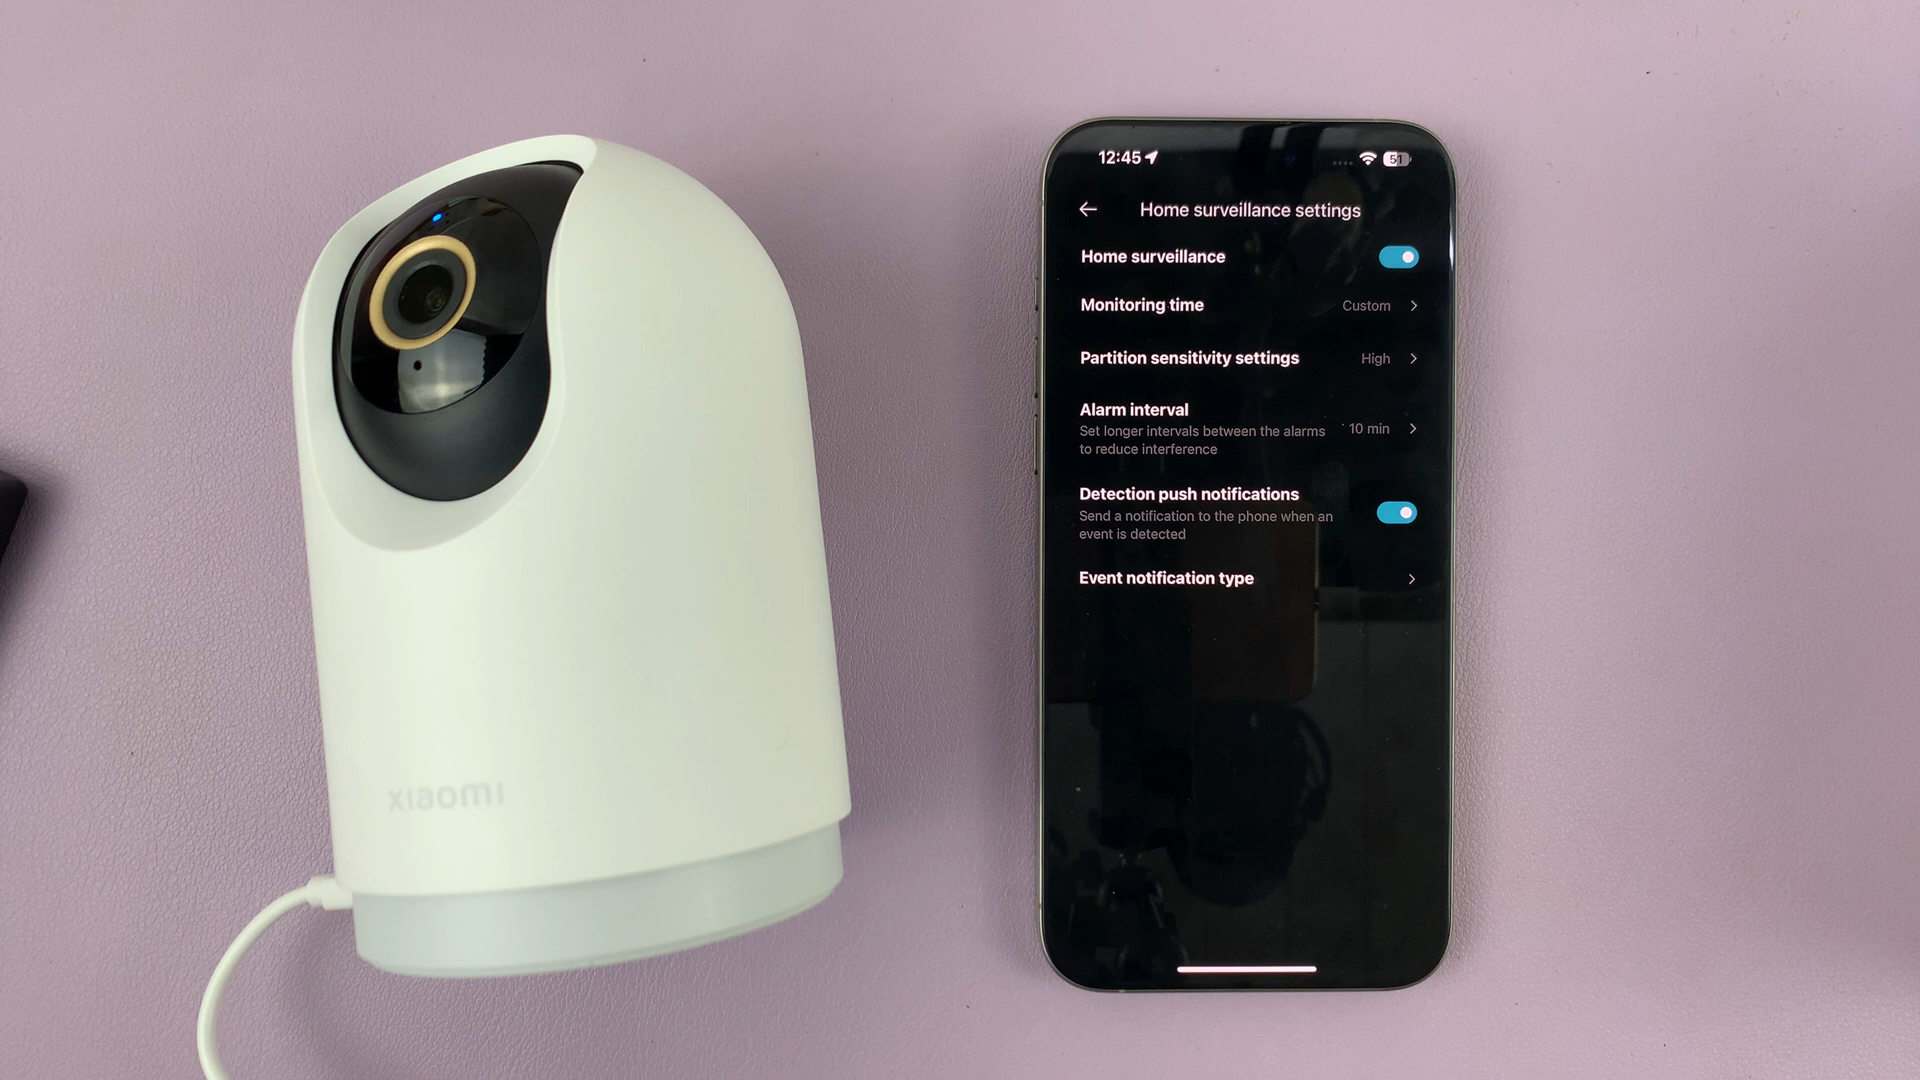 12:45
51
Home surveillance settings
Home surveillance
Monitoring time Custom
Partition sensitivity settings High
Alarm interval
Set longer intervals between the alarms
to reduce interference
10 min
Detection push notifications
Send a notification to the phone when an
event is detected
Event notification type
xiaomi